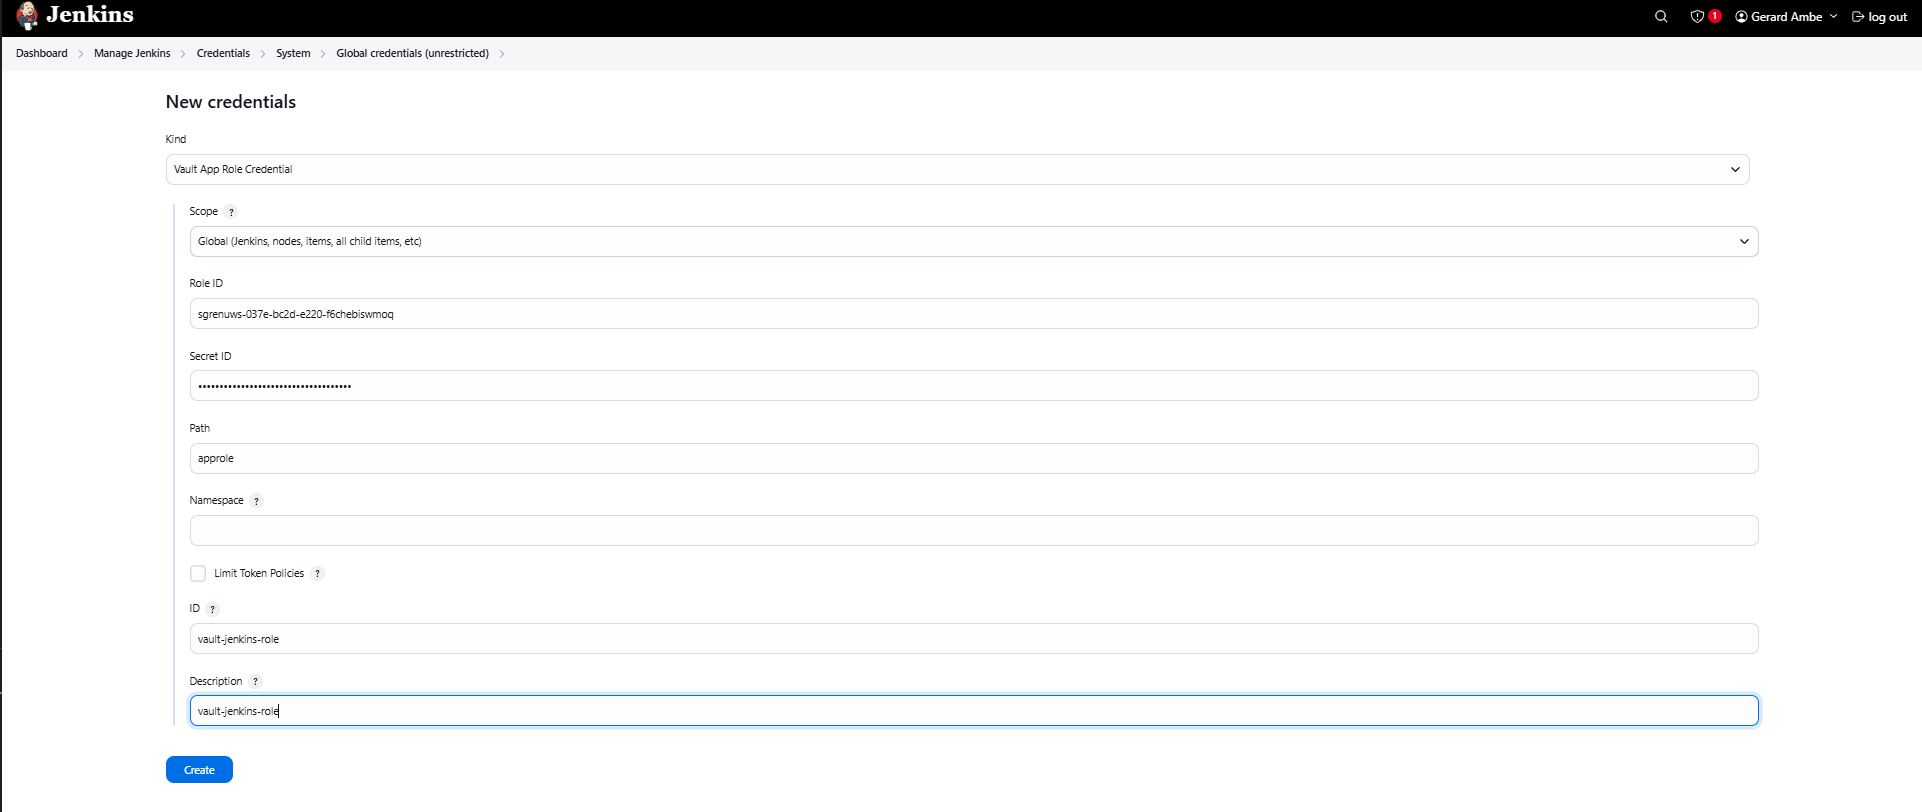 Jenkins
1
Gerard Ambe
log out
Dashboard > Manage Jenkins > Credentials > System > Global credentials (unrestricted) >
New credentials
Kind
Vault App Role Credential
Scope ?
Global (Jenkins, nodes, items, all child items, etc)
Role ID
sgrenuws-037e-bc2d-e220-f6chebiswmoq
Secret ID
••••••••••••••••••••••••••••••••••••
Path
approle
Namespace ?
Limit Token Policies ?
ID ?
vault-jenkins-role
Description ?
vault-jenkins-role
Create